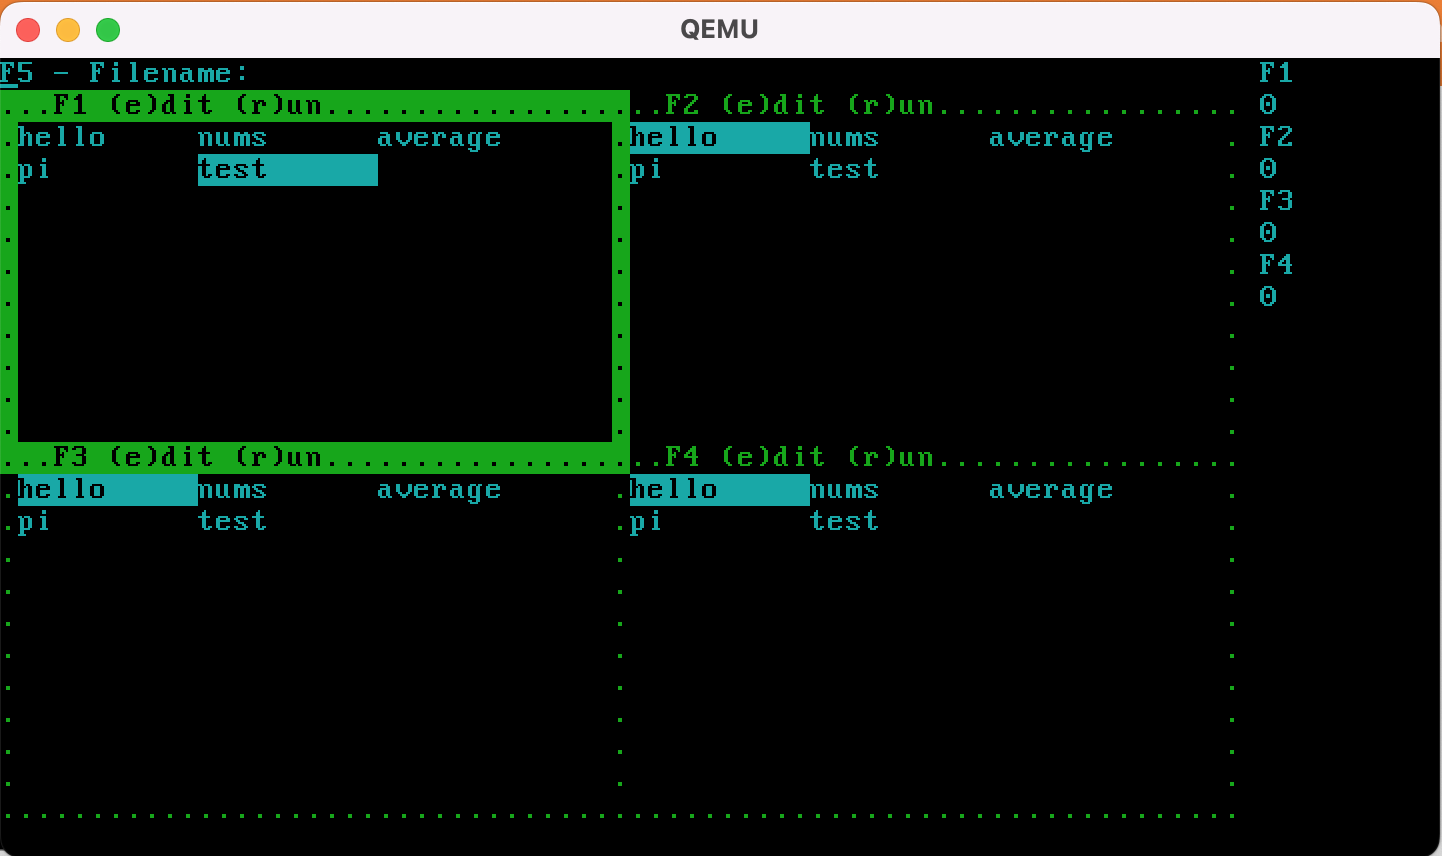 QEMU
F5 - Filename: F1
...F1 (e)dit (r)un...................F2 (e)dit (r)un................. 0
.hello nums average .hello nums average . F2
.pi test .pi test . 0
. . . F3
. . . 0
. . . F4
. . . 0
. . .
. . .
. . .
. . .
...F3 (e)dit (r)un...................F4 (e)dit (r)un.................
.hello nums average .hello nums average .
.pi test .pi test .
. . .
. . .
. . .
. . .
. . .
. . .
. . .
. . .
.....................................................................